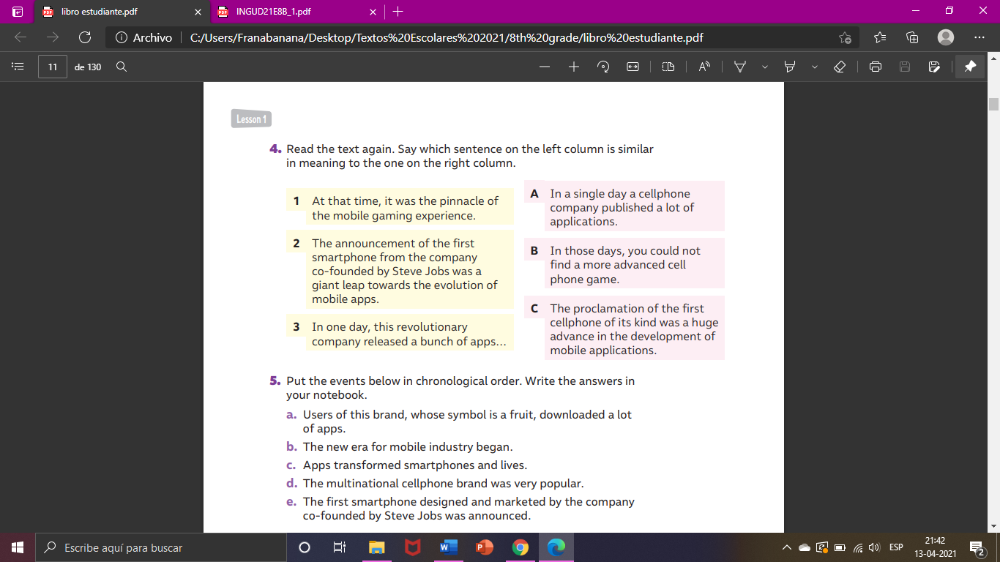 libro estudiante.pdf
INGUD21E8B_1.pdf
Archivo
C:/Users/Franabanana/Desktop/Textos%20Escolares%202021/8th%20grade/libro%20estudiante.pdf
11
de 130
Lesson 1
4. Read the text again. Say which sentence on the left column is similar
in meaning to the one on the right column.
1 At that time, it was the pinnacle of
the mobile gaming experience.
2 The announcement of the first
smartphone from the company
co-founded by Steve Jobs was a
giant leap towards the evolution of
mobile apps.
3 In one day, this revolutionary
company released a bunch of apps...
A In a single day a cellphone
company published a lot of
applications.
B In those days, you could not
find a more advanced cell
phone game.
C The proclamation of the first
cellphone of its kind was a huge
advance in the development of
mobile applications.
5. Put the events below in chronological order. Write the answers in
your notebook.
a. Users of this brand, whose symbol is a fruit, downloaded a lot
of apps.
b. The new era for mobile industry began.
c. Apps transformed smartphones and lives.
d. The multinational cellphone brand was very popular.
e. The first smartphone designed and marketed by the company
co-founded by Steve Jobs was announced.
Escribe aquí para buscar
ESP
21:42
13-04-2021
2